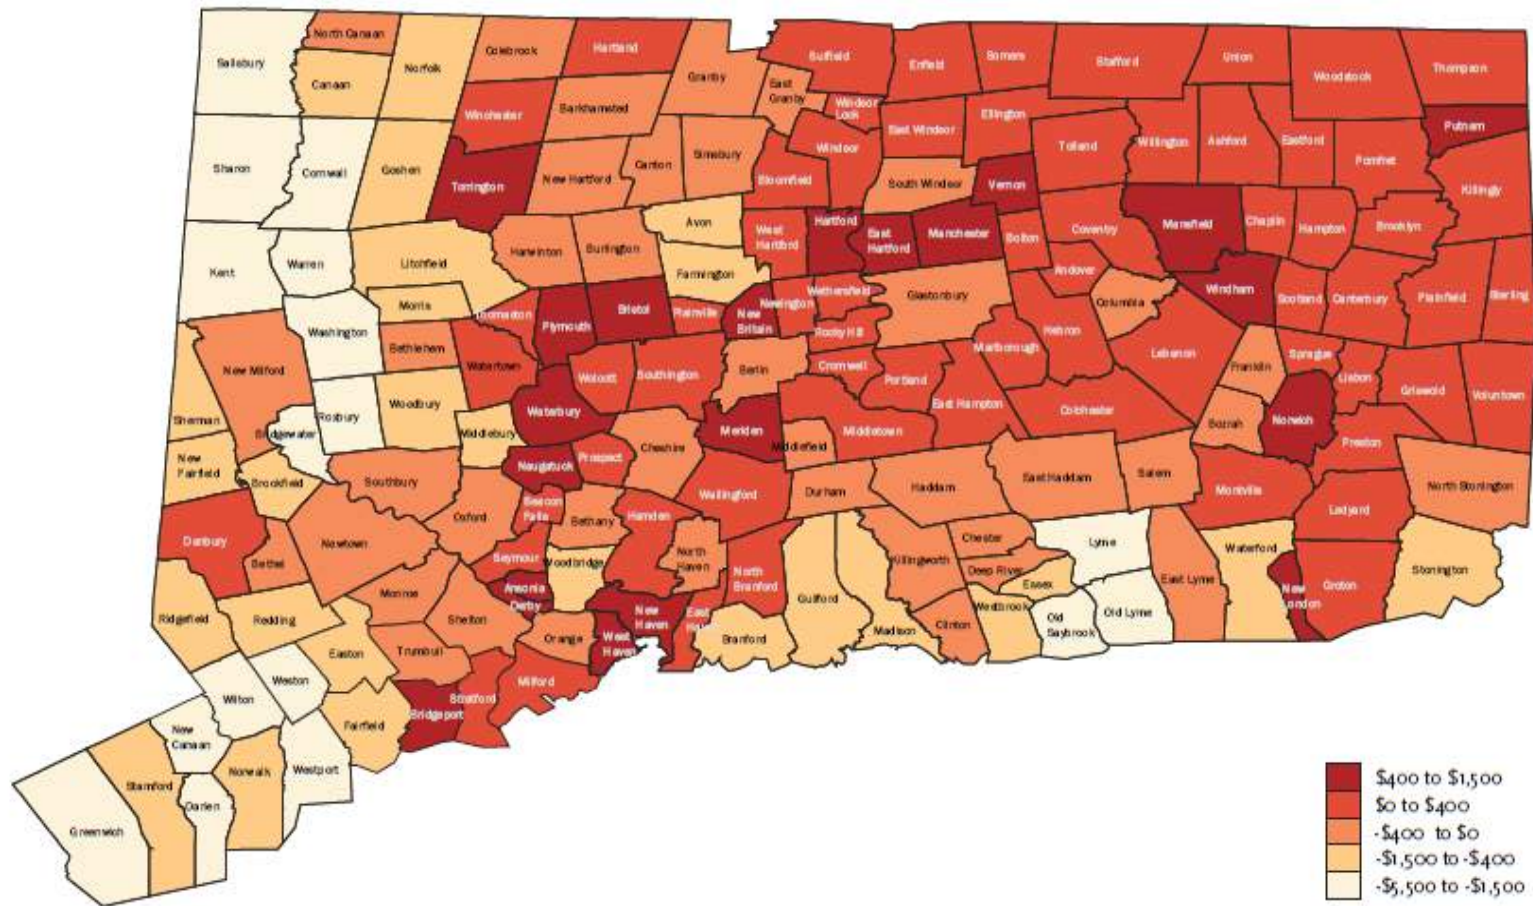 North Canaan
Hartland
Colebrook
Suffield
Somers
Enfield
Stafford
Union
Salisbury
Norfolk
Granby
Thompson
Woodstock
Canaan
East
Granby
Windsor
Lock
Barkhamsted
Winchester
Ellington
Putnam
East Windsor
Windsor
Tolland
Willington
Ashford
Eastford
Simsbury
Pomfret
Sharon
Cornwall
Goshen
Canton
New Hartford
Bloomfield
South Windsor
Vernon
Torrington
Killingly
Avon
Hartford
West
Hartford
East
Hartford
Manchester
Bolton
Coventry
Mansfield
Chaplin
Hampton
Brooklyn
Harwinton
Burlington
Litchfield
Warren
Kent
Farmington
Andover
Wethersfield
Glastonbury
Columbia
Windham
Scotland
Canterbury
Plainfield
Sterling
Morris
Newington
Thomaston
Bristol
Plainville
New
Britain
Plymouth
Washington
Rocky Hill
Hebron
Marlborough
Lebanon
Bethlehem
Sprague
New Milford
Watertown
Wolcott
Southington
Berlin
Cromwell
Portland
Franklin
Lisbon
Griswold
Voluntown
Woodbury
Roxbury
East Hampton
Colchester
Waterbury
Sherman
Bridgewater
Middlebury
Meriden
Middletown
Bozrah
Norwich
Cheshire
Middlefield
Preston
Prospect
New
Fairfield
Naugatuck
Brookfield
Southbury
Durham
Haddam
East Haddam
Salem
Montville
North Stonington
Wallingford
Beacon
Falls
Oxford
Bethany
Hamden
Ledyard
Danbury
Newtown
Chester
Lyme
Waterford
Seymour
Woodbridge
North
Haven
Bethel
Killingworth
Deep River
Stonington
North
Branford
Essex
East Lyme
New
London
Groton
Ansonia
Derby
Monroe
Guilford
Westbrook
Old Lyme
Old
Saybrook
Ridgefield
Redding
Shelton
New
Haven
East
Clinton
Madison
Orange
West
Haven
Branford
Easton
Trumbull
Weston
Wilton
Milford
Stratford
Bridgeport
Fairfield
New
Canaan
Norwalk
Westport
Stamford
Darien
Greenwich
$400 to $1,500
$0 to $400
-$400 to $0
-$1,500 to -$400
-$5,500 to -$1,500